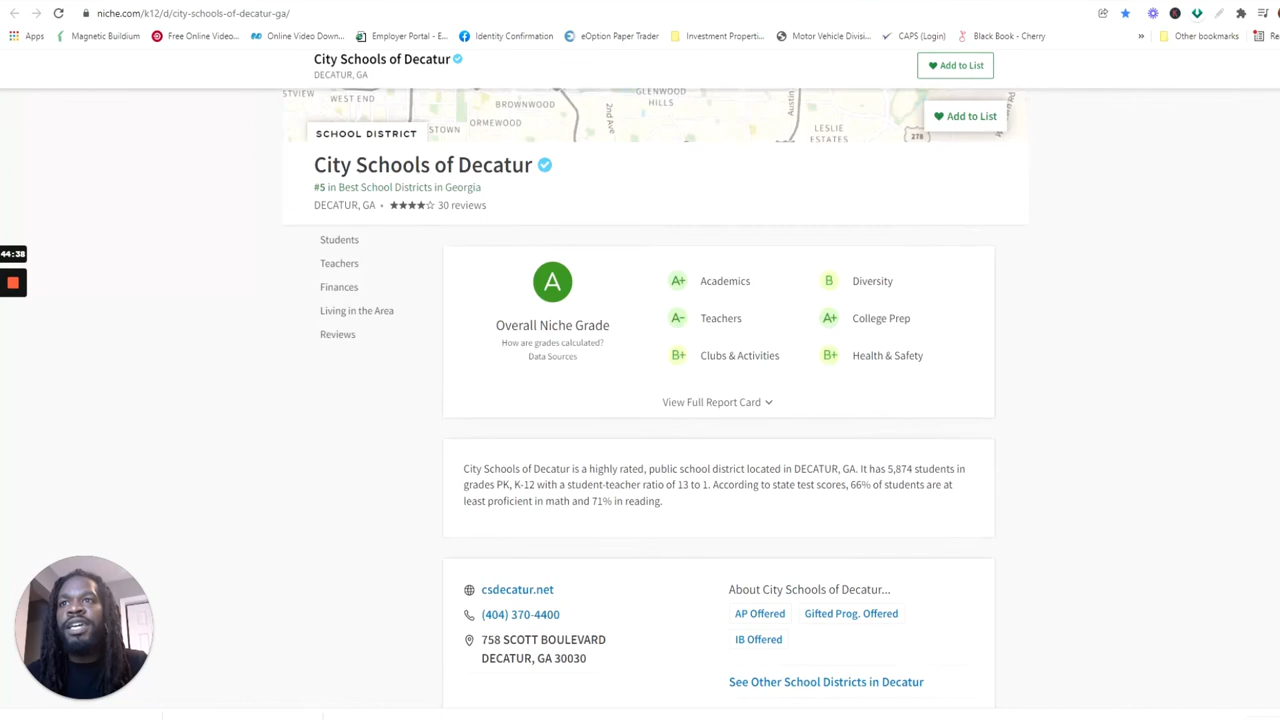 niche.com/k12/d/city-schools-of-decatur-ga/
Apps
Magnetic Buildium
Free Online Video...
Online Video Down...
Employer Portal - E...
Identity Confirmation
eOption Paper Trader
Investment Properti...
Motor Vehicle Divisi...
CAPS (Login)
Black Book - Cherry
»
Other bookmarks
City Schools of Decatur
DECATUR, GA
Add to List
WEST END
BROWNWOOD
ORMEWOOD
2nd Ave
GLENWOOD
HILLS
Austin
LESLIE
ESTATES
278
Add to List
SCHOOL DISTRICT
City Schools of Decatur
#5 in Best School Districts in Georgia
DECATUR, GA • ★★★★☆ 30 reviews
44:38
Students
Teachers
Finances
Living in the Area
Reviews
A
Overall Niche Grade
How are grades calculated?
Data Sources
A+ Academics
B Diversity
A- Teachers
A+ College Prep
B+ Clubs & Activities
B+ Health & Safety
View Full Report Card
City Schools of Decatur is a highly rated, public school district located in DECATUR, GA. It has 5,874 students in
grades PK, K-12 with a student-teacher ratio of 13 to 1. According to state test scores, 66% of students are at
least proficient in math and 71% in reading.
csdecatur.net
(404) 370-4400
758 SCOTT BOULEVARD
DECATUR, GA 30030
About City Schools of Decatur...
AP Offered
Gifted Prog. Offered
IB Offered
See Other School Districts in Decatur